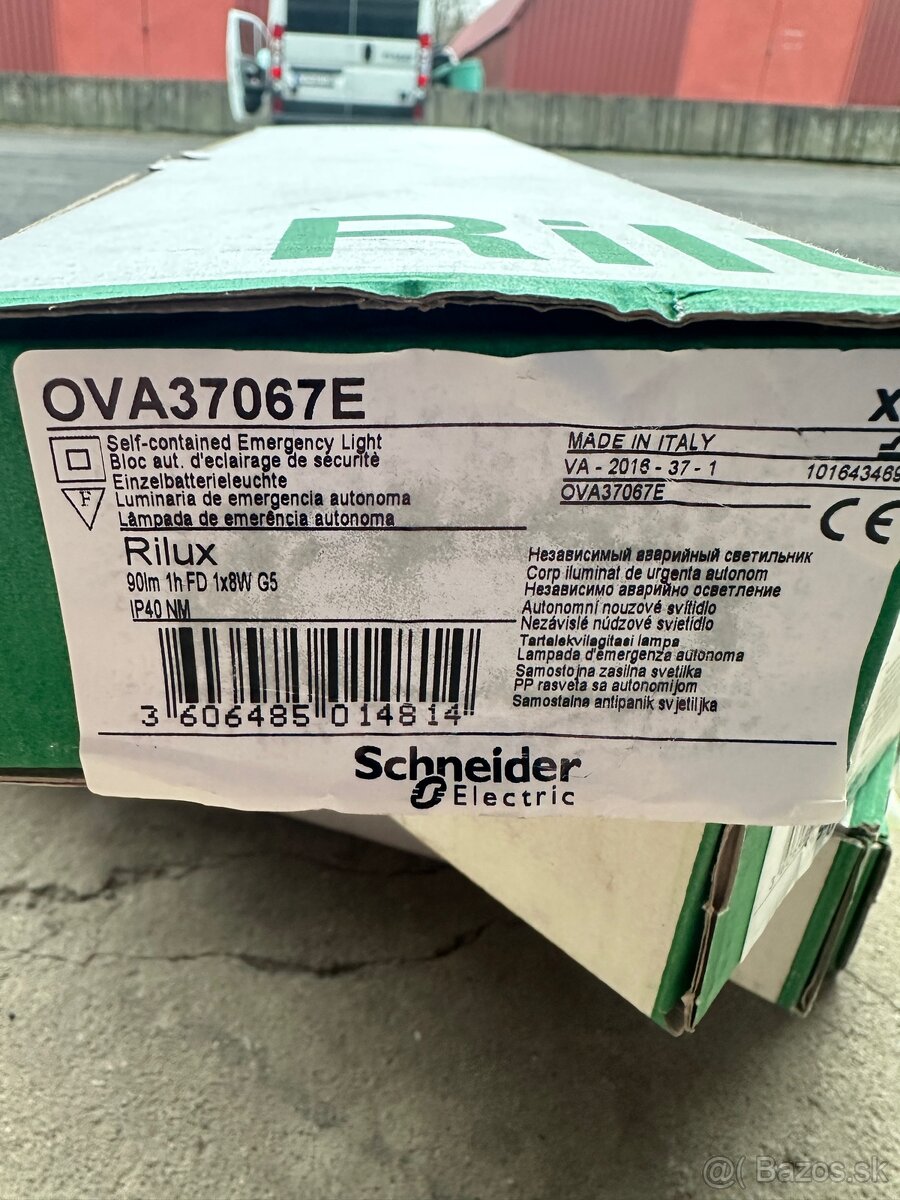 Rilu
OVA37067E
X
Self-contained Emergency Light
Bloc aut. d'eclairage de sécurité
Einzelbatterieleuchte
Luminaria de emergencia autonoma
Lâmpada de emerência autonoma
F
MADE IN ITALY
VA - 2016 - 37 - 1
101643469
OVA37067E
CE
Rilux
90lm 1h FD 1x8W G5
IP40 NM
Независимый аварийный светильник
Corp iluminat de urgenta autonom
Независимо аварийно осветление
Autonomní nouzové svítidlo
Nezávislé núdzové svietidlo
Tartalekvilagitasi lampa
Lampada d'emergenza autonoma
Samostojna zasilna svetilka
PP rasveta sa autonomijom
Samostalna antipanik svjetiljka
3 606485 014814
Schneider
Electric
@( Bazos.sk